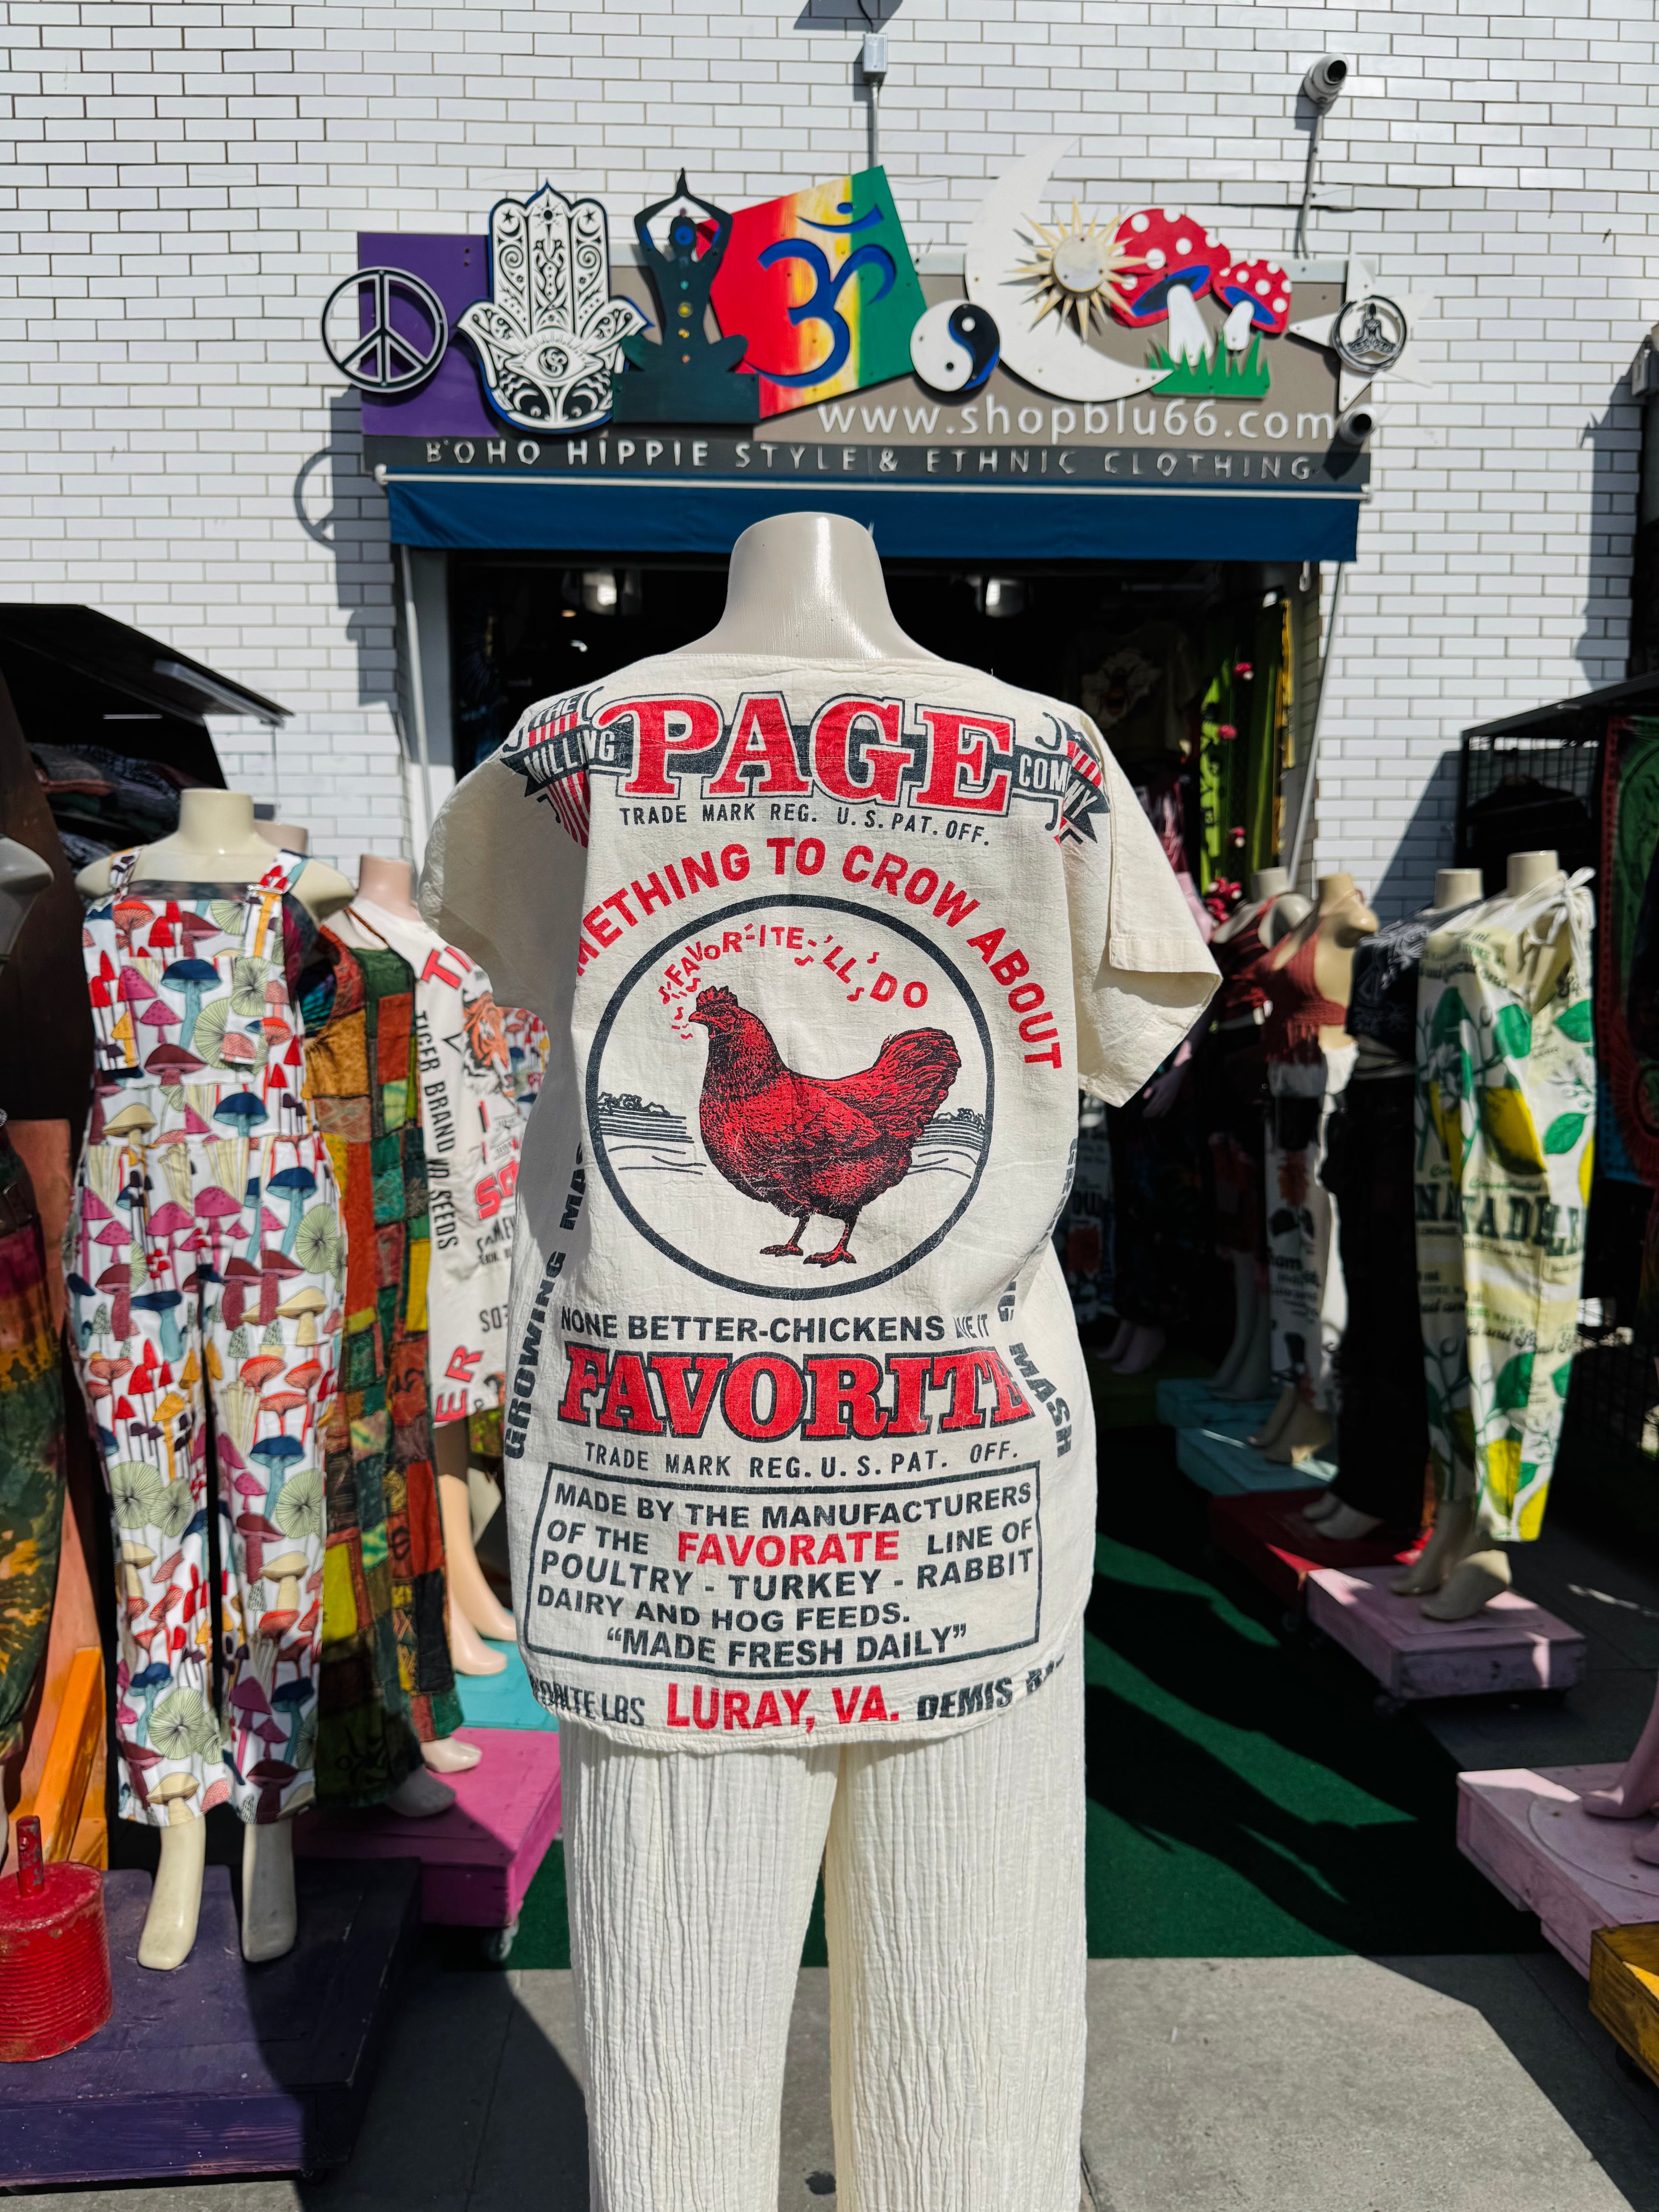 www.shopblu66.com
BOHO HIPPIE STYLE & ETHNIC CLOTHING
THE
PAGE
MILLING
COMPANY
TRADE MARK REG. U.S. PAT. OFF.
METHING TO CROW ABOUT
FAVOR-ITE-'LL DO
GROWING MA
MASH
NONE BETTER-CHICKENS IT
FAVORITE
TRADE MARK REG. U.S. PAT. OFF.
MADE BY THE MANUFACTURERS
OF THE FAVORATE LINE OF
POULTRY - TURKEY - RABBIT
DAIRY AND HOG FEEDS.
“MADE FRESH DAILY”
LBS LURAY, VA. DEMIS
TIGER BRAND
SEEDS
ER